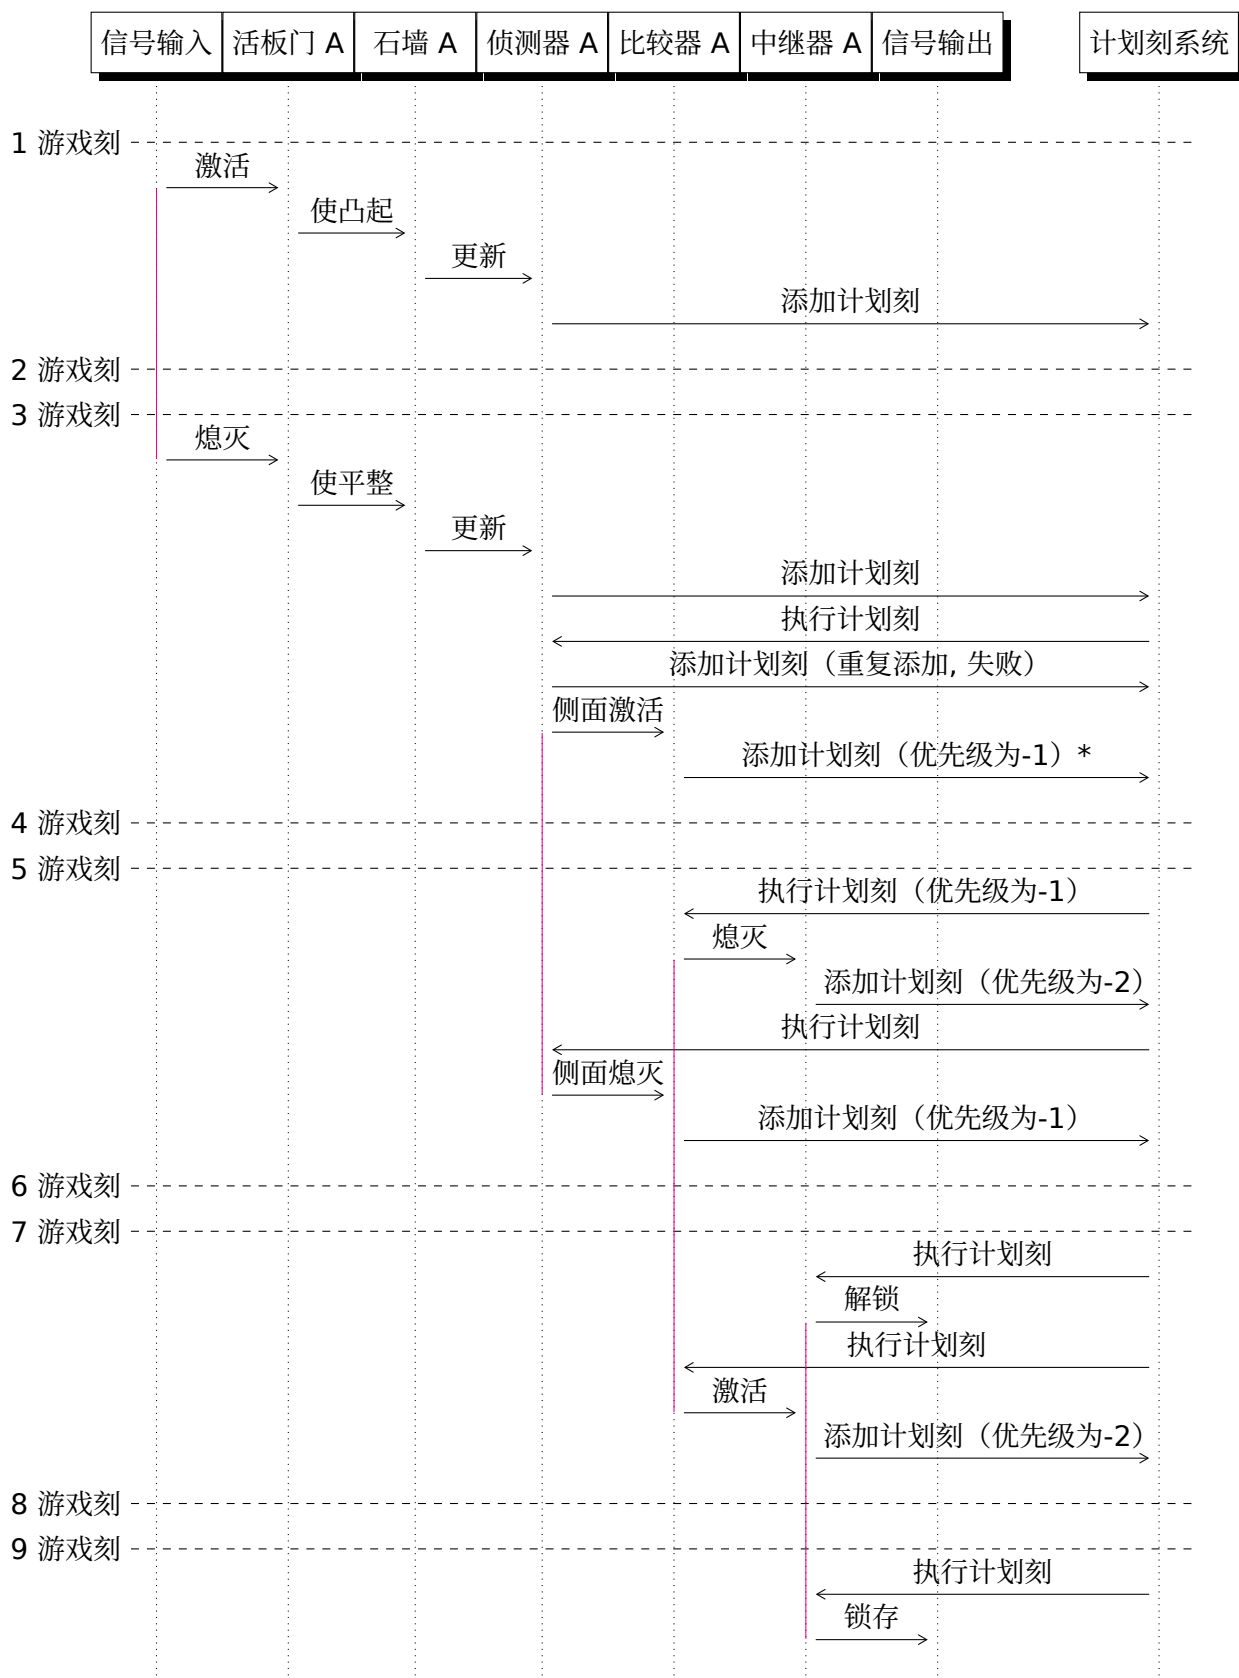 信号输入 活板门 A 石墙 A 侦测器 A 比较器 A 中继器 A 信号输出 计划刻系统
1 游戏刻
激活
使凸起
更新
添加计划刻
2 游戏刻
3 游戏刻
熄灭
使平整
更新
添加计划刻
执行计划刻
添加计划刻（重复添加, 失败）
侧面激活
添加计划刻（优先级为-1）*
4 游戏刻
5 游戏刻
执行计划刻（优先级为-1）
熄灭
添加计划刻（优先级为-2）
执行计划刻
侧面熄灭
添加计划刻（优先级为-1）
6 游戏刻
7 游戏刻
执行计划刻
解锁
执行计划刻
激活
添加计划刻（优先级为-2）
8 游戏刻
9 游戏刻
执行计划刻
锁存